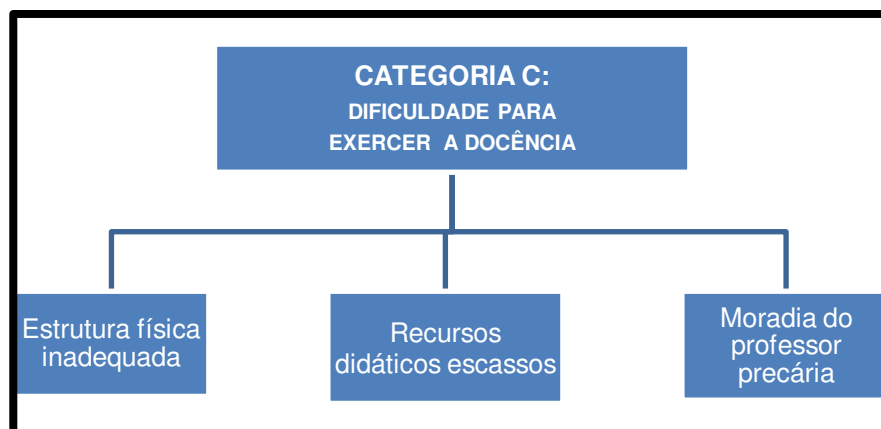 CATEGORIA C:
DIFICULDADE PARA
EXERCER A DOCÊNCIA
Estrutura física
inadequada
Recursos
didáticos escassos
Moradia do
professor
precária